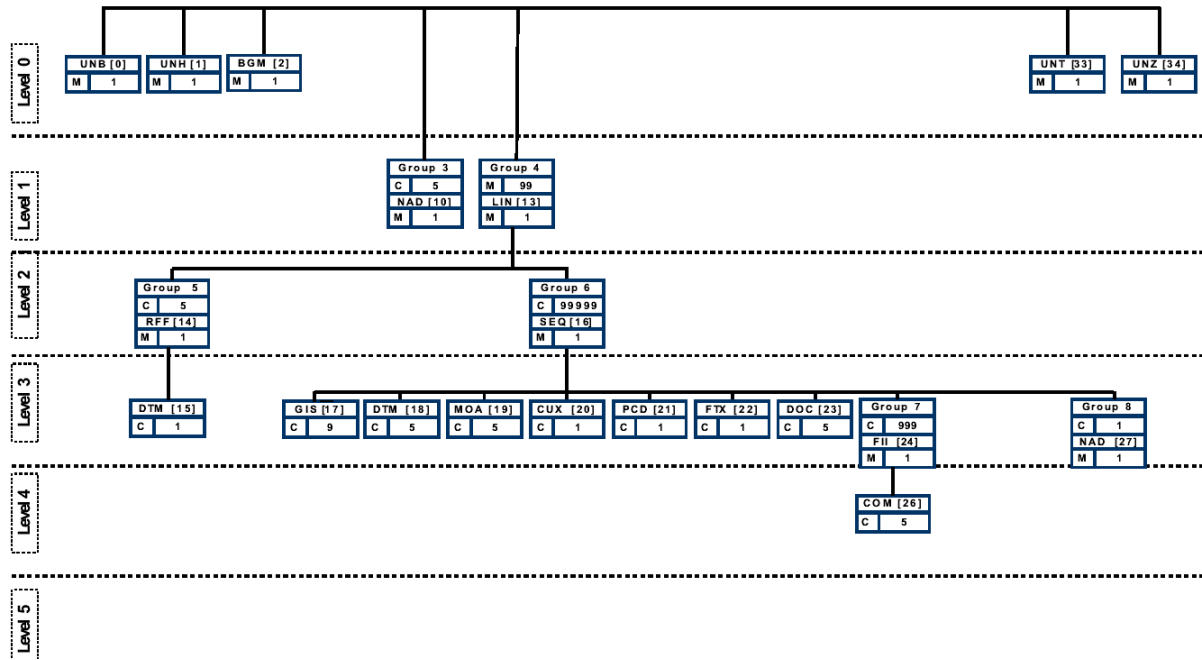 Level 0
UNB [0]
M 1
UNH [1]
M 1
BGM [2]
M 1
UNT [33]
M 1
UNZ [34]
M 1
Level 1
Group 3
C 5
NAD [10]
M 1
Group 4
M 99
LIN [13]
M 1
Level 2
Group 5
C 5
RFF [14]
M 1
Group 6
C 99999
SEQ [16]
M 1
Level 3
DTM [15]
C 1
GIS [17]
C 9
DTM [18]
C 5
MOA [19]
C 5
CUX [20]
C 1
PCD [21]
C 1
FTX [22]
C 1
DOC [23]
C 5
Group 7
C 999
FII [24]
M 1
Group 8
C 1
NAD [27]
M 1
Level 4
COM [26]
C 5
Level 5